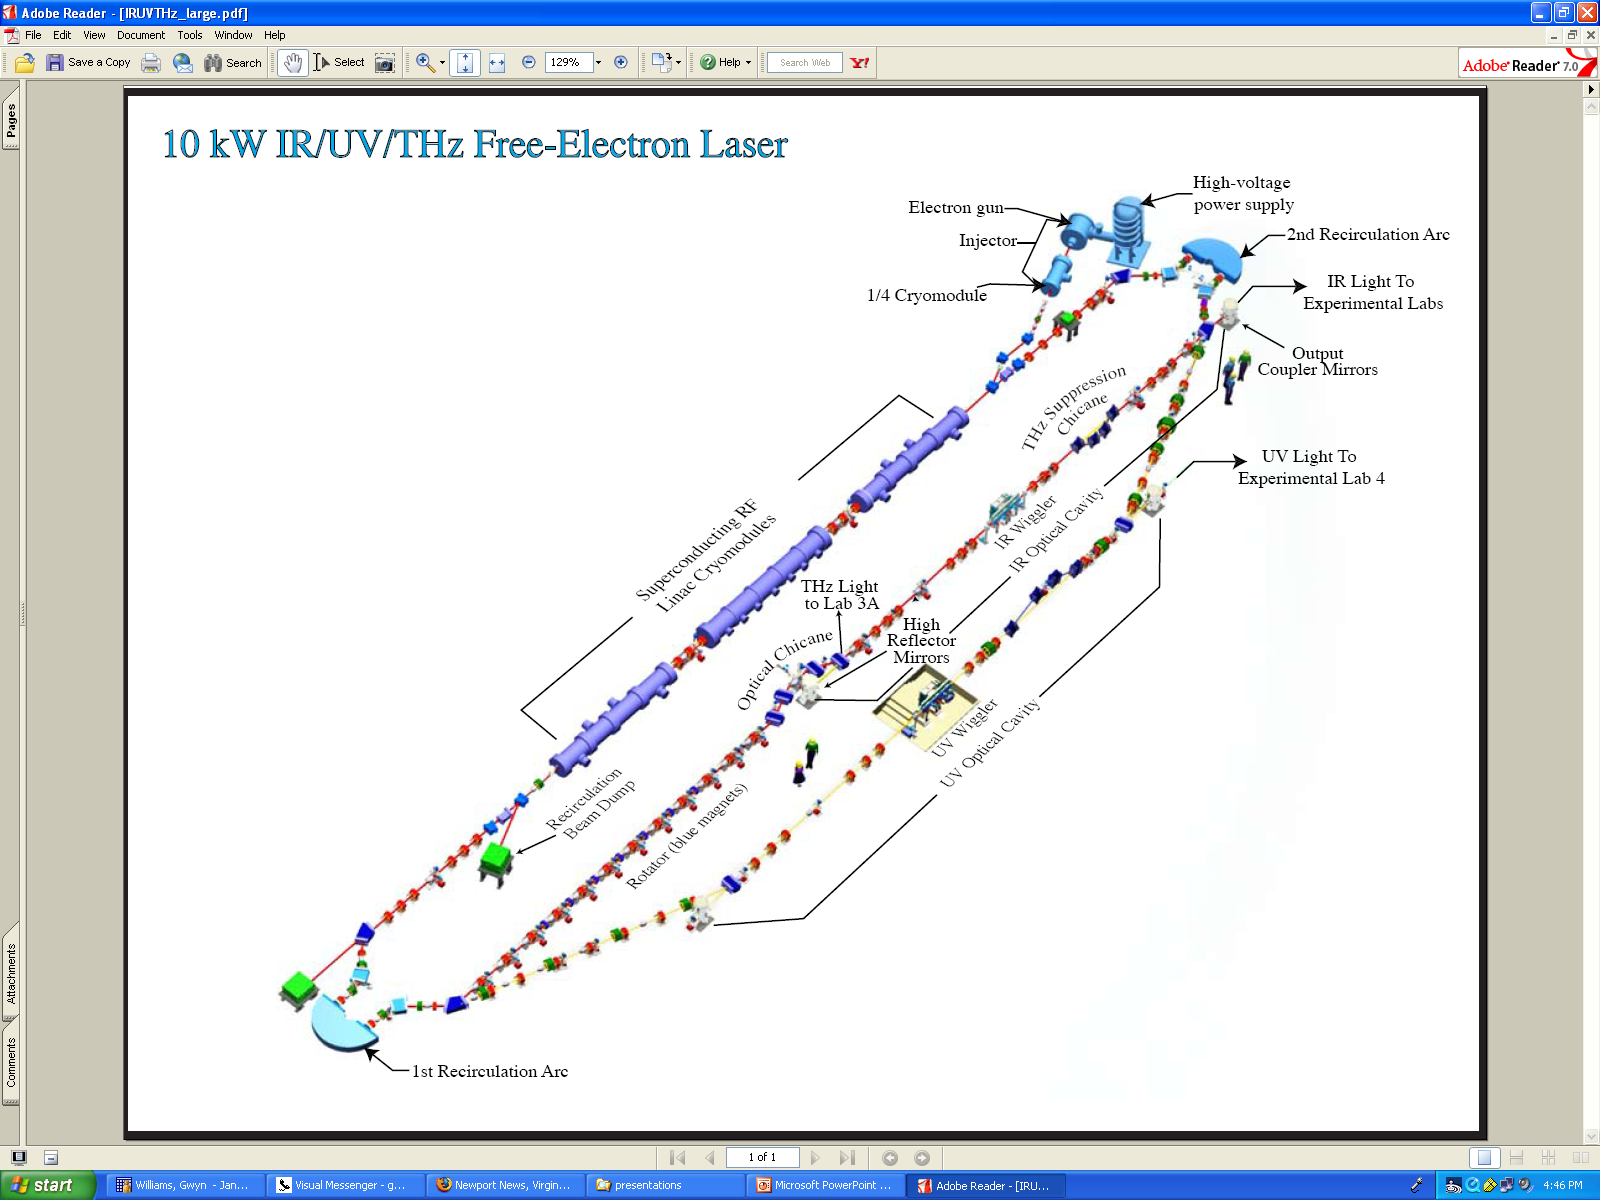 Adobe Reader - [IRUVTHz_large.pdf]
File Edit View Document Tools Window Help
Save a Copy Search Select 129% Help Search Web Y!
Adobe Reader 7.0
Pages
Attachments
Comments
10 kW IR/UV/THz Free-Electron Laser
High-voltage
power supply
Electron gun
Injector
1/4 Cryomodule
2nd Recirculation Arc
IR Light To
Experimental Labs
Output
Coupler Mirrors
THz Suppression
Chicane
UV Light To
Experimental Lab 4
Superconducting RF
Linac Cryomodules
IR Wiggler
IR Optical Cavity
THz Light
to Lab 3A
High
Reflector
Mirrors
Optical Chicane
UV Wiggler
UV Optical Cavity
Recirculation
Beam Dump
Rotator (blue magnets)
1st Recirculation Arc
1 of 1
start Williams, Gwyn - Jan... Visual Messenger - g... Newport News, Virgin... presentations Microsoft PowerPoint ... Adobe Reader - [IRU... 4:46 PM